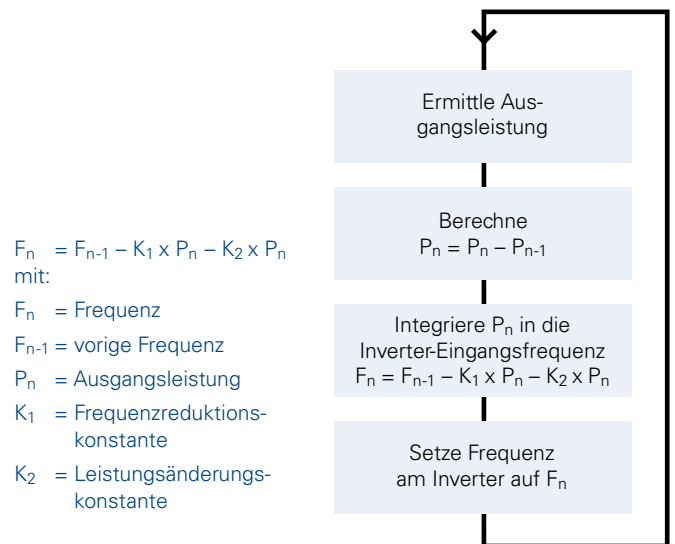 Ermittle Aus-
gangsleistung
Berechne
Pₙ = Pₙ – Pₙ₋₁
Integriere Pₙ in die
Inverter-Eingangsfrequenz
Fₙ = Fₙ₋₁ – K₁ x Pₙ – K₂ x Pₙ
Setze Frequenz
am Inverter auf Fₙ
Fₙ = Fₙ₋₁ – K₁ x Pₙ – K₂ x Pₙ
mit:
Fₙ = Frequenz
Fₙ₋₁ = vorige Frequenz
Pₙ = Ausgangsleistung
K₁ = Frequenzreduktions-
konstante
K₂ = Leistungsänderungs-
konstante